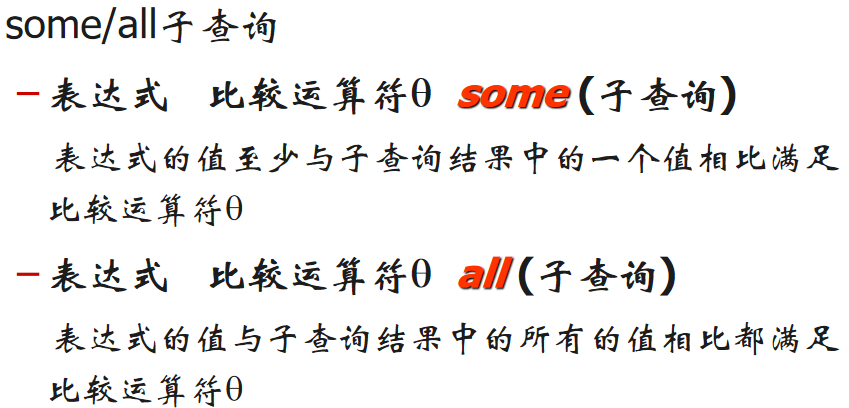 some/all子查询
– 表达式 比较运算符θ some(子查询)
表达式的值至少与子查询结果中的一个值相比满足
比较运算符θ
– 表达式 比较运算符θ all(子查询)
表达式的值与子查询结果中的所有的值相比都满足
比较运算符θ